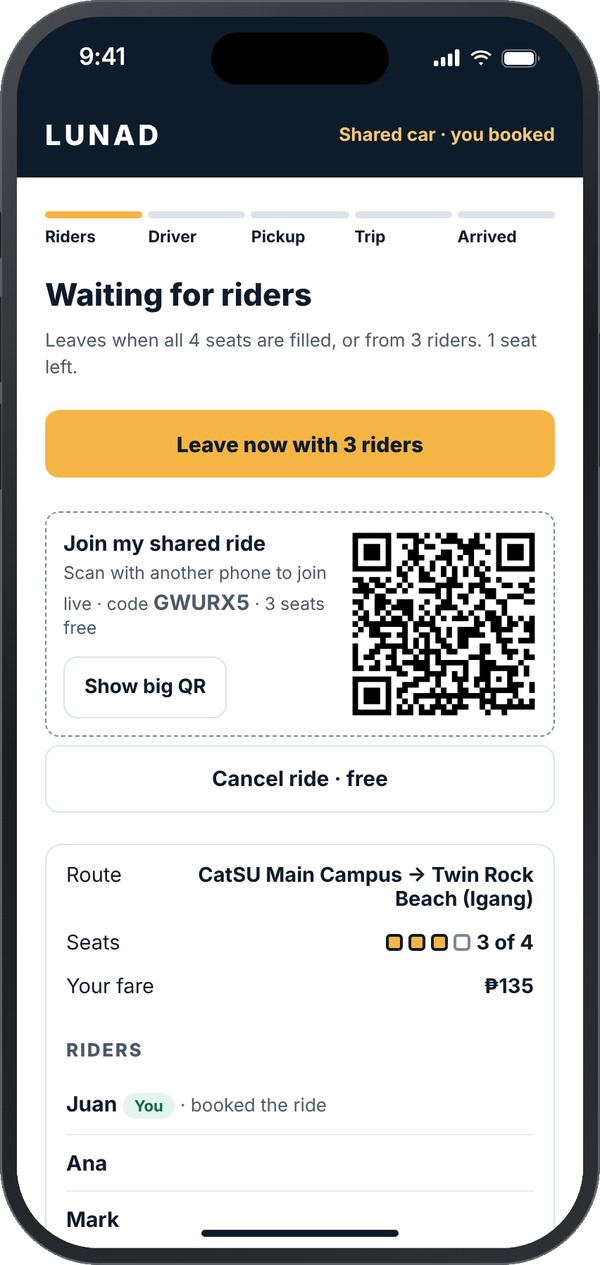 9:41
LUNAD
Shared car · you booked
Riders Driver Pickup Trip Arrived
Waiting for riders
Leaves when all 4 seats are filled, or from 3 riders. 1 seat
left.
Leave now with 3 riders
Join my shared ride
Scan with another phone to join
live · code GWURX5 · 3 seats
free
Show big QR
Cancel ride · free
Route CatSU Main Campus → Twin Rock
Beach (Igang)
Seats 3 of 4
Your fare ₱135
RIDERS
Juan You · booked the ride
Ana
Mark